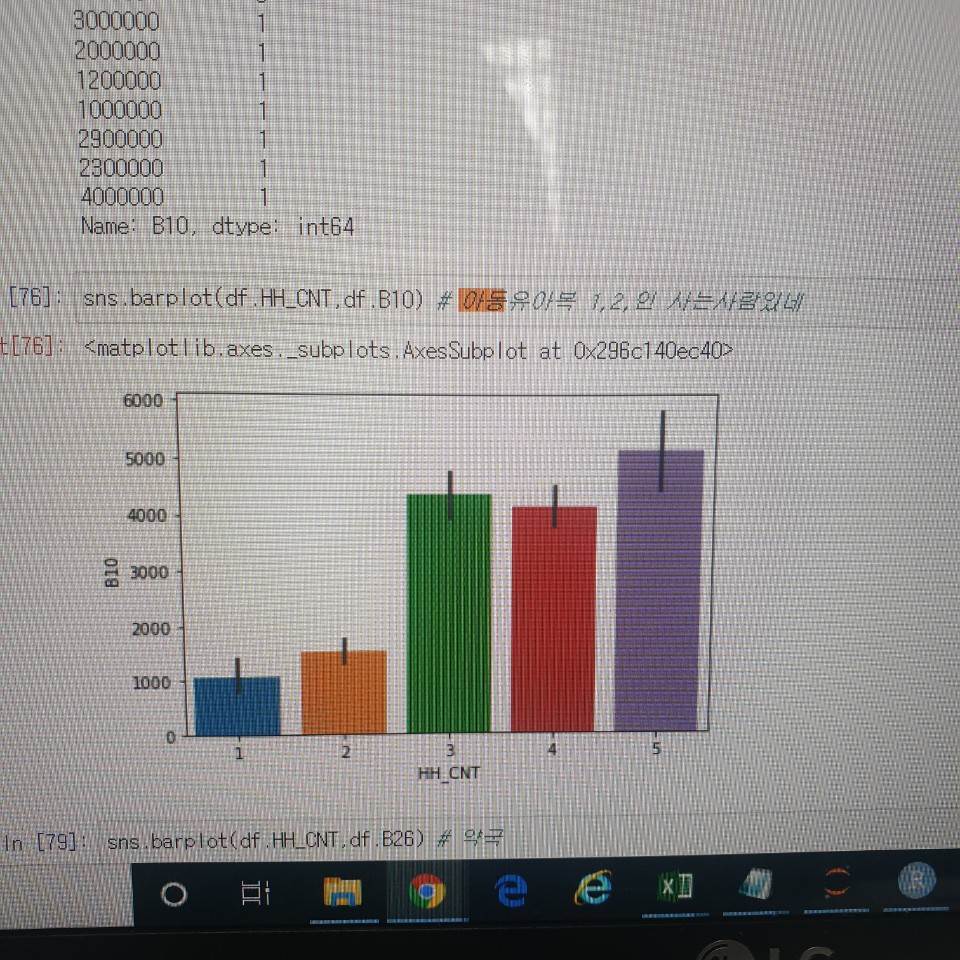 3000000 1
2000000 1
1200000 1
1000000 1
2900000 1
2300000 1
4000000 1
Name: B10, dtype: int64
[76]: sns.barplot(df.HH_CNT,df.B10) # 아동유아복 1,2,인 사는사람있네
t[76]: <matplotlib.axes._subplots.AxesSubplot at 0x296c140ec40>
6000
5000
4000
3000
2000
1000
0
B10
1 2 3 4 5
HH_CNT
In [79]: sns.barplot(df.HH_CNT,df.B26) # 약국
R
LG